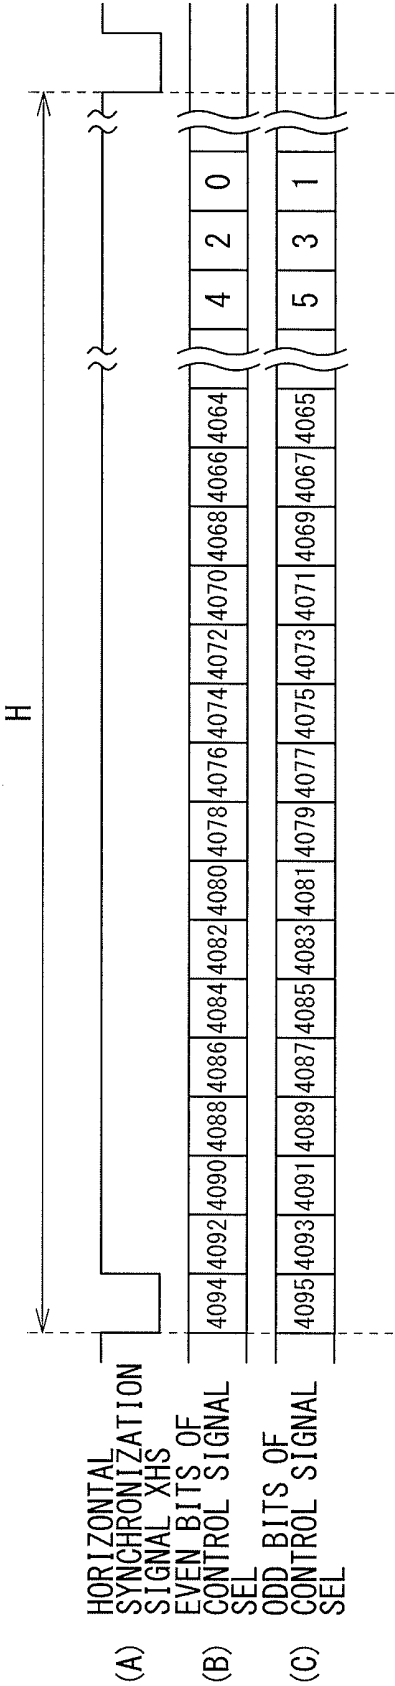 H
(A) HORIZONTAL
SYNCHRONIZATION
SIGNAL XHS
(B) EVEN BITS OF
CONTROL SIGNAL
SEL
4094 4092 4090 4088 4086 4084 4082 4080 4078 4076 4074 4072 4070 4068 4066 4064 4 2 0
(C) ODD BITS OF
CONTROL SIGNAL
SEL
4095 4093 4091 4089 4087 4085 4083 4081 4079 4077 4075 4073 4071 4069 4067 4065 5 3 1